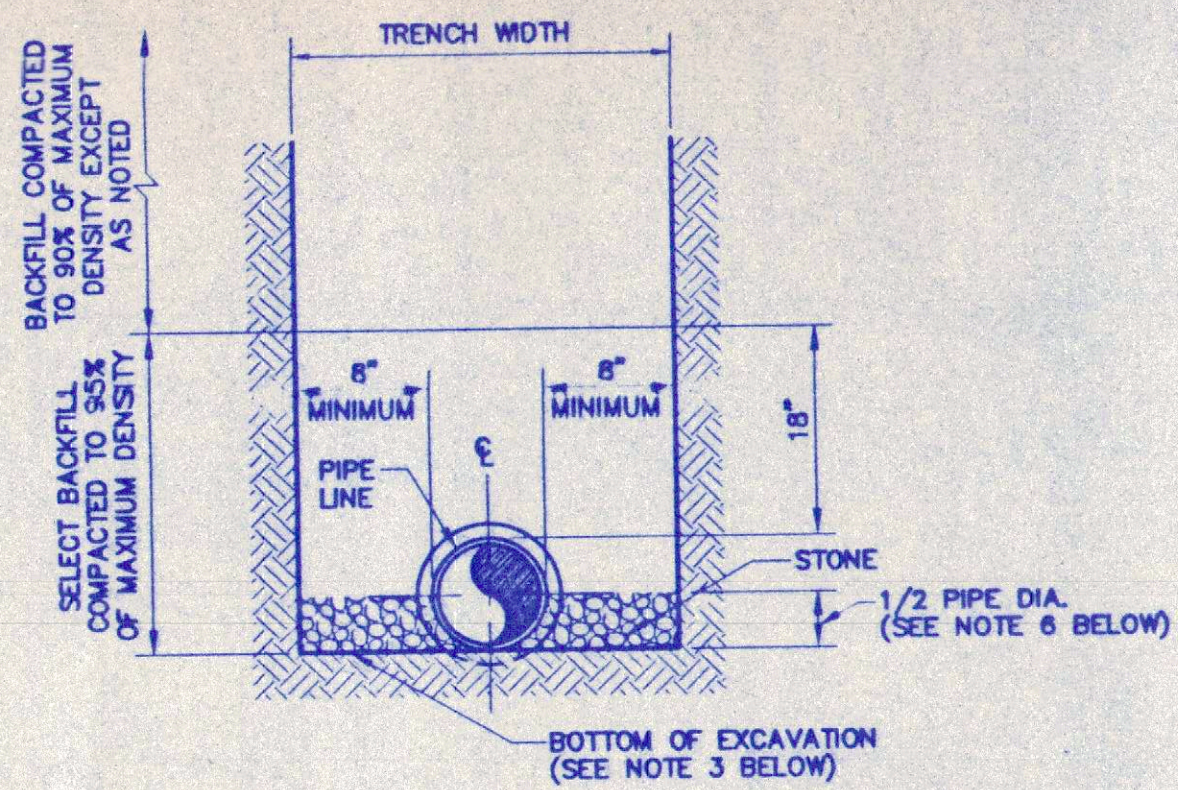 TRENCH WIDTH
BACKFILL COMPACTED
TO 90% OF MAXIMUM
DENSITY EXCEPT
AS NOTED
SELECT BACKFILL
COMPACTED TO 95%
OF MAXIMUM DENSITY
8"
MINIMUM
8"
MINIMUM
18"
℄
PIPE
LINE
STONE
1/2 PIPE DIA.
(SEE NOTE 6 BELOW)
BOTTOM OF EXCAVATION
(SEE NOTE 3 BELOW)